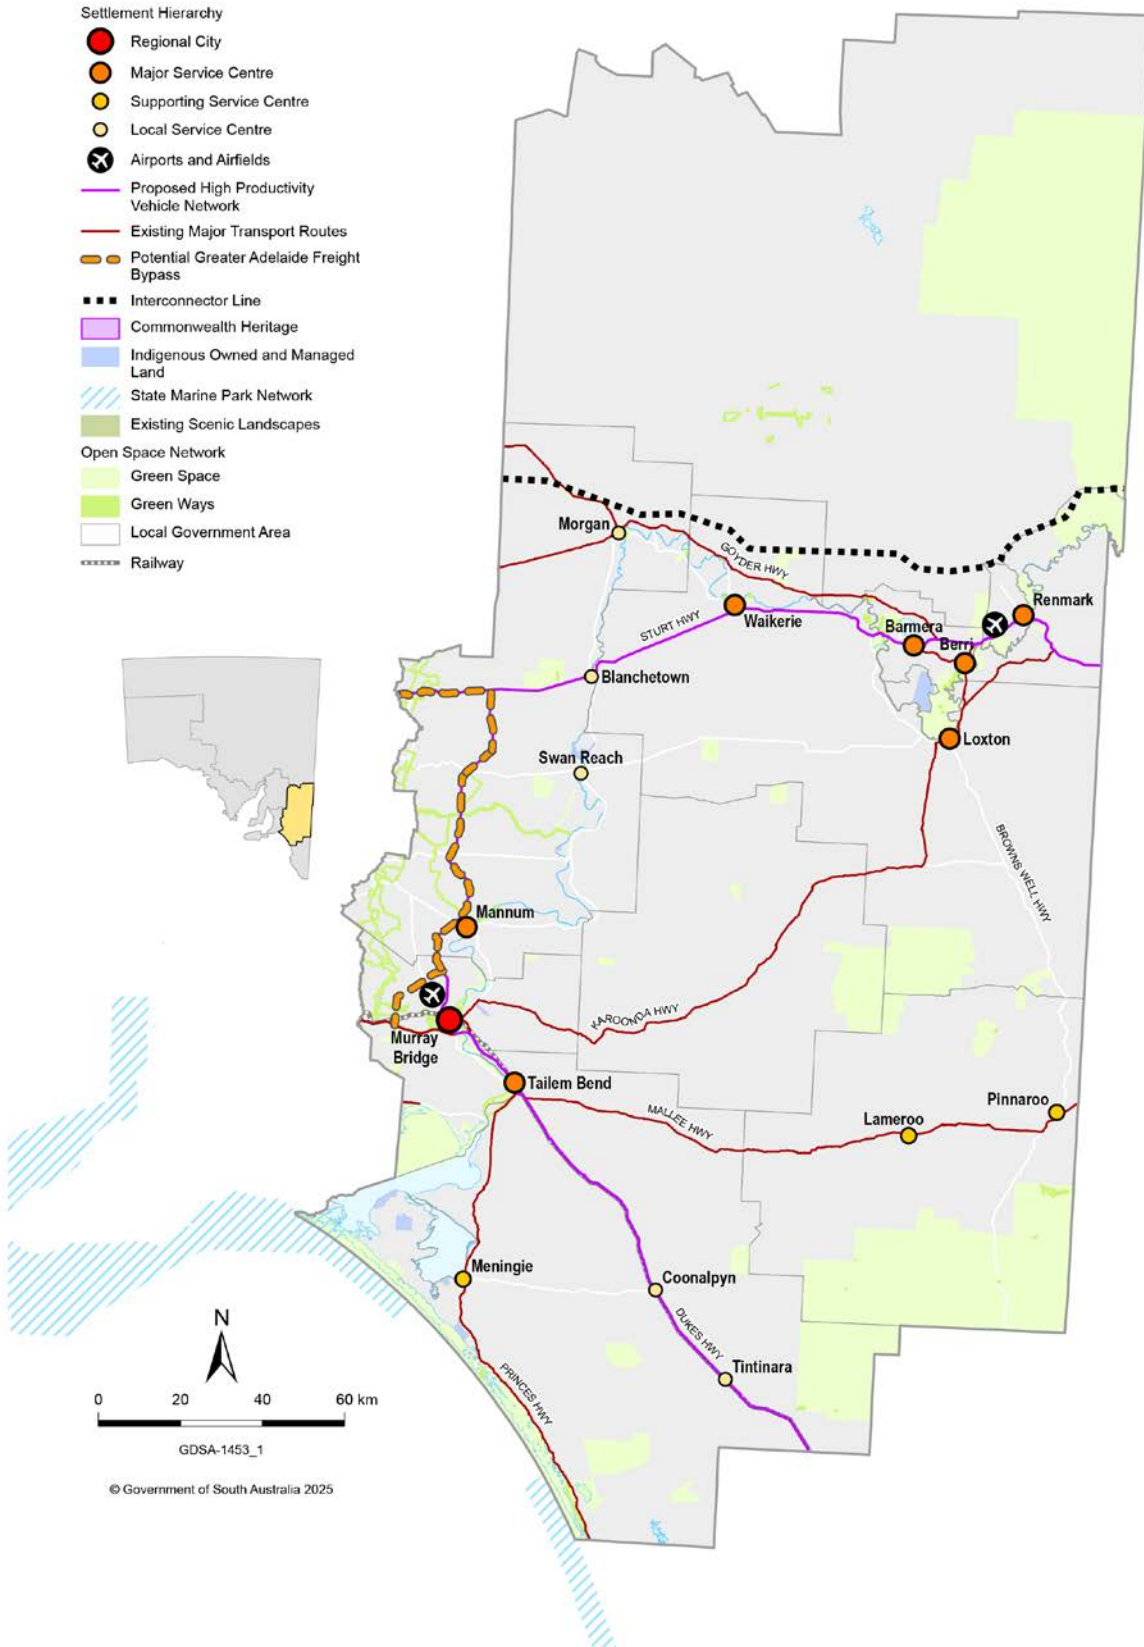 Settlement Hierarchy
Regional City
Major Service Centre
Supporting Service Centre
Local Service Centre
Airports and Airfields
Proposed High Productivity
Vehicle Network
Existing Major Transport Routes
Potential Greater Adelaide Freight
Bypass
Interconnector Line
Commonwealth Heritage
Indigenous Owned and Managed
Land
State Marine Park Network
Existing Scenic Landscapes
Open Space Network
Green Space
Green Ways
Local Government Area
Railway
Morgan
GOYDER HWY
Renmark
Waikerie
STURT HWY
Barmera
Berri
Blanchetown
Loxton
Swan Reach
BROWNS WELL HWY
Mannum
KAROONDA HWY
Murray
Bridge
Tailem Bend
Pinnaroo
MALLEE HWY
Lameroo
Meningie
Coonalpyn
DUKES HWY
Tintinara
PRINCES HWY
N
0 20 40 60 km
GDSA-1453_1
© Government of South Australia 2025